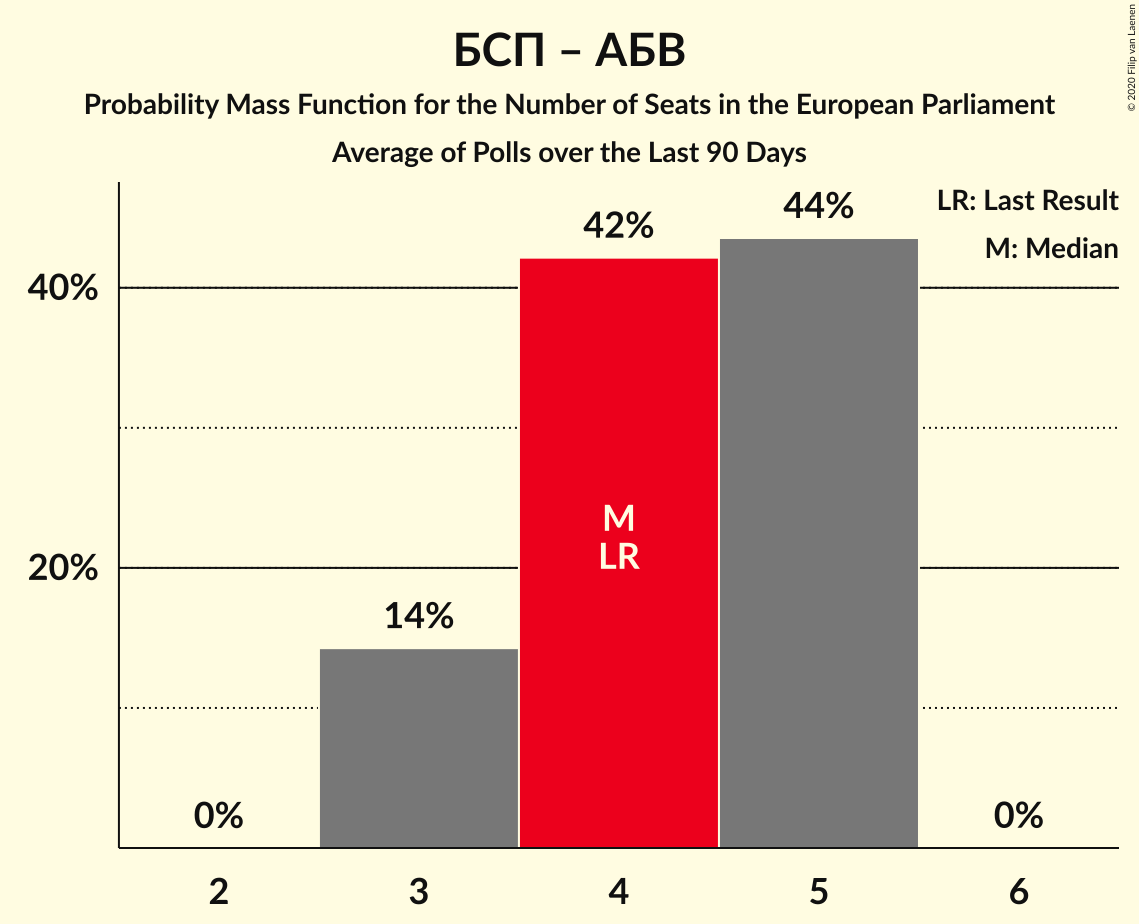 БСП – АБВ
Probability Mass Function for the Number of Seats in the European Parliament
Average of Polls over the Last 90 Days
© 2020 Filip van Laenen
LR: Last Result
M: Median
44%
42%
40%
M
LR
20%
14%
0%
0%
2 3 4 5 6